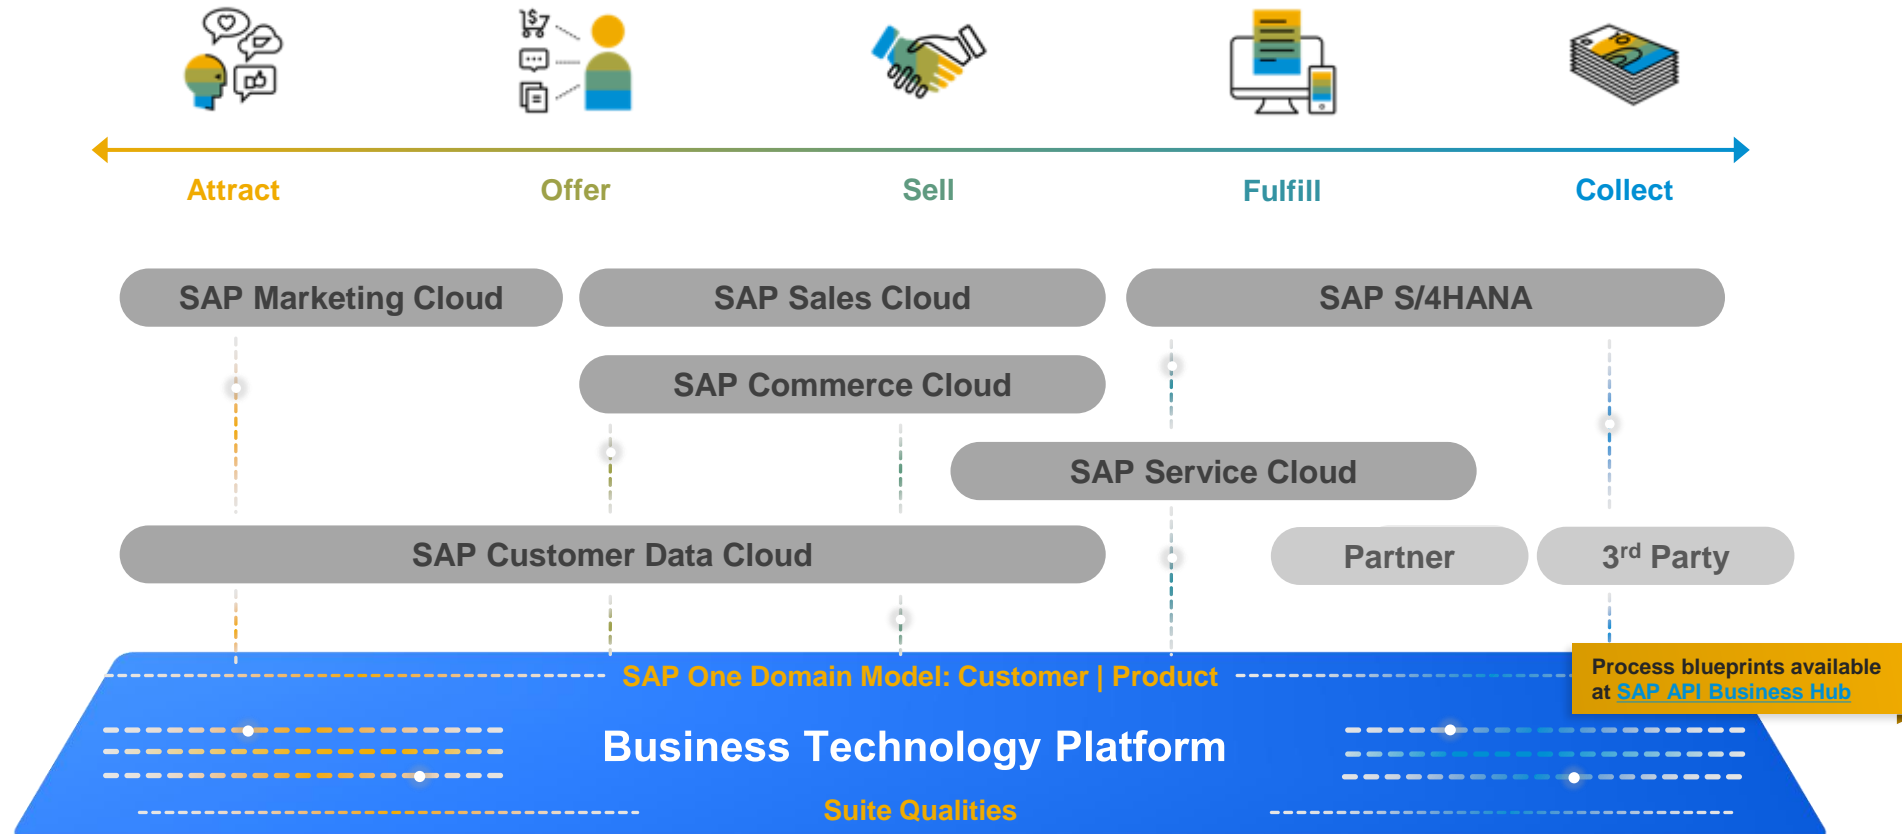 Attract
Offer
Sell
Fulfill
Collect
SAP Marketing Cloud
SAP Sales Cloud
SAP S/4HANA
SAP Commerce Cloud
SAP Service Cloud
SAP Customer Data Cloud
Partner
3rd Party
SAP One Domain Model: Customer | Product
Process blueprints available
at SAP API Business Hub
Business Technology Platform
Suite Qualities